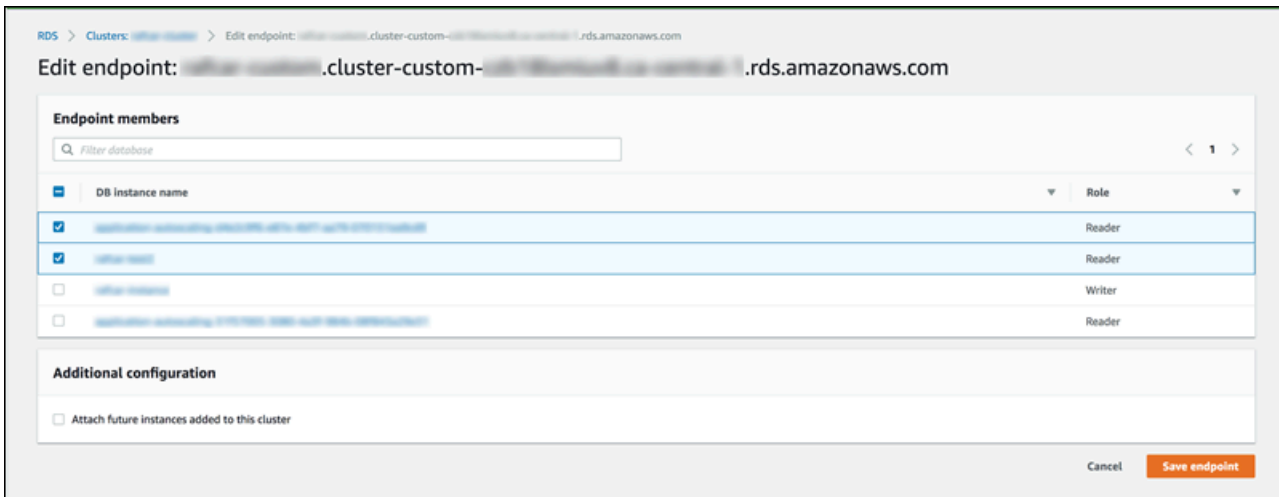 RDS > Clusters: > Edit endpoint: .cluster-custom- .rds.amazonaws.com
Edit endpoint: .cluster-custom- .rds.amazonaws.com
Endpoint members
Filter database
< 1 >
DB instance name Role
Reader
Reader
Writer
Reader
Additional configuration
Attach future instances added to this cluster
Cancel Save endpoint